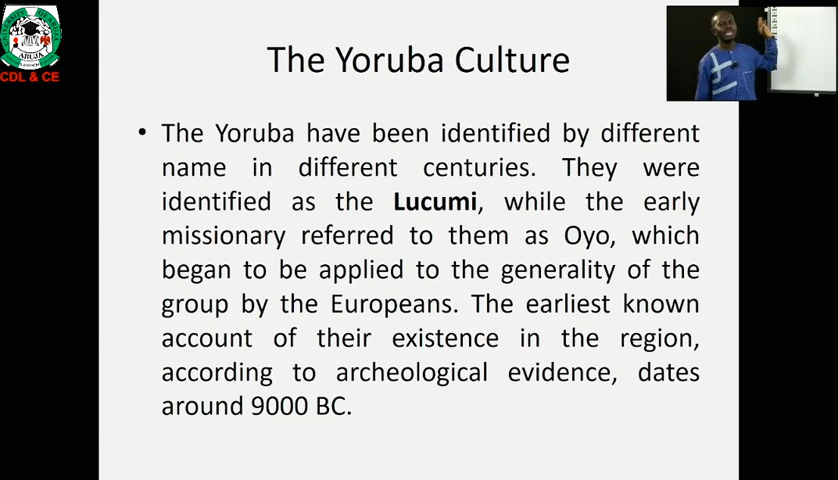 UNIVERSITY OF ABUJA
CDL & CE
The Yoruba Culture
• The Yoruba have been identified by different
name in different centuries. They were
identified as the Lucumi, while the early
missionary referred to them as Oyo, which
began to be applied to the generality of the
group by the Europeans. The earliest known
account of their existence in the region,
according to archeological evidence, dates
around 9000 BC.